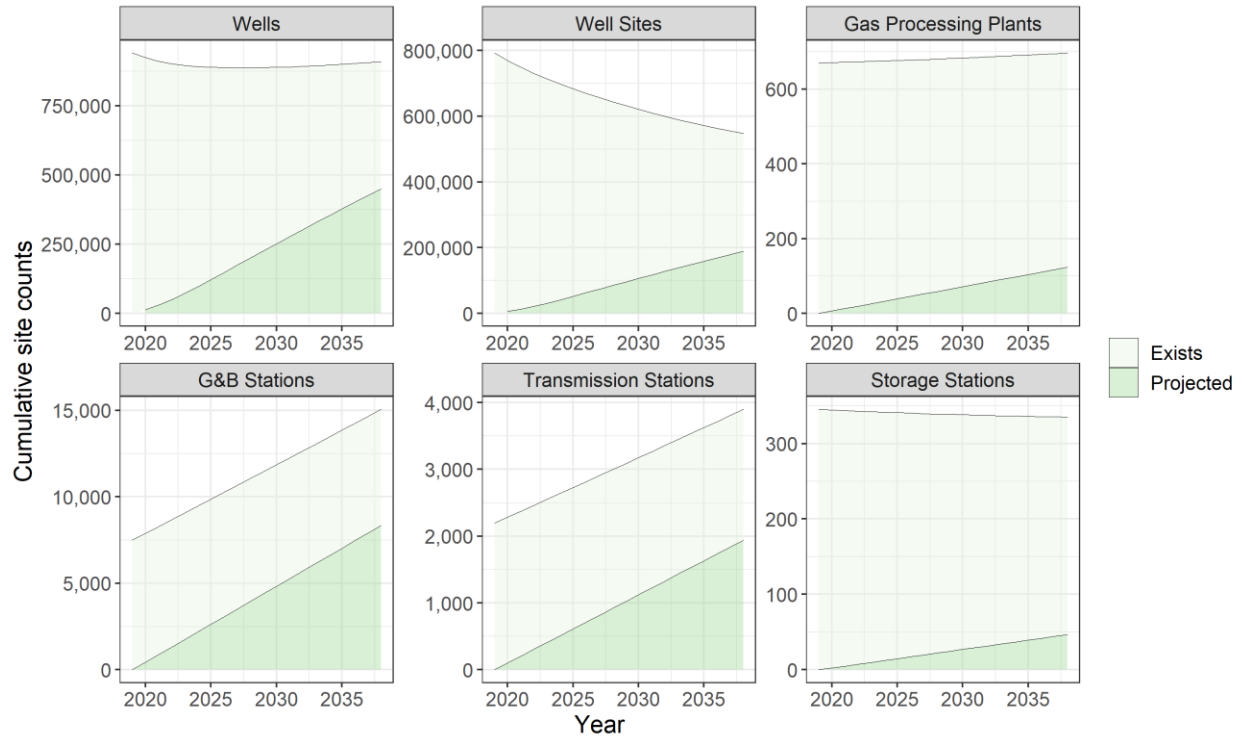 Wells
Well Sites
Gas Processing Plants
750,000
500,000
250,000
0
800,000
600,000
400,000
200,000
0
600
400
200
0
2020 2025 2030 2035
2020 2025 2030 2035
2020 2025 2030 2035
Cumulative site counts
G&B Stations
Transmission Stations
Storage Stations
15,000
10,000
5,000
0
4,000
3,000
2,000
1,000
0
300
200
100
0
2020 2025 2030 2035
2020 2025 2030 2035
2020 2025 2030 2035
Year
Exists
Projected